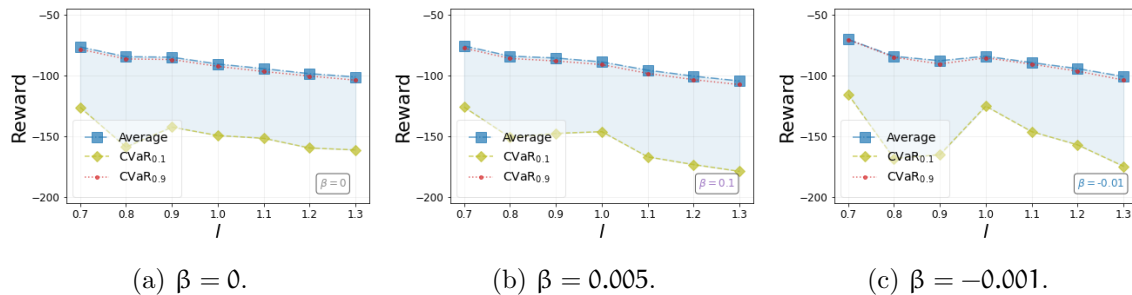 -50
-100
-150
-200
Reward
Average
CVaR0.1
CVaR0.9
β = 0
0.7 0.8 0.9 1.0 1.1 1.2 1.3
l
(a) β = 0.
-50
-100
-150
-200
Reward
Average
CVaR0.1
CVaR0.9
β = 0.1
0.7 0.8 0.9 1.0 1.1 1.2 1.3
l
(b) β = 0.005.
-50
-100
-150
-200
Reward
Average
CVaR0.1
CVaR0.9
β = -0.01
0.7 0.8 0.9 1.0 1.1 1.2 1.3
l
(c) β = −0.001.